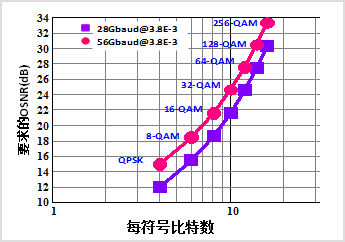 34
32
30
28
26
24
22
20
18
16
14
12
10
要求的OSNR(dB)
28Gbaud@3.8E-3
56Gbaud@3.8E-3
256-QAM
128-QAM
64-QAM
32-QAM
16-QAM
8-QAM
QPSK
1
10
每符号比特数